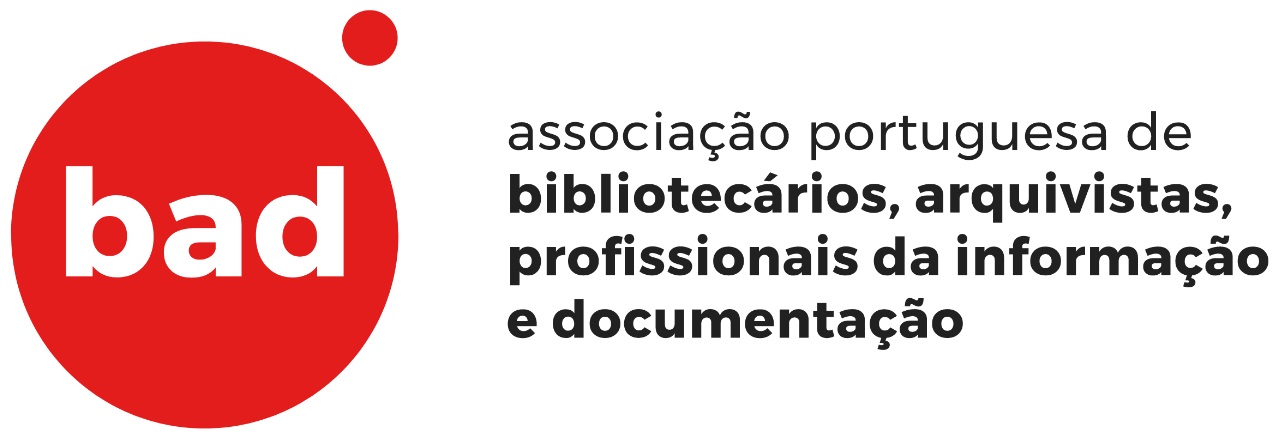 bad
associação portuguesa de
bibliotecários, arquivistas,
profissionais da informação
e documentação